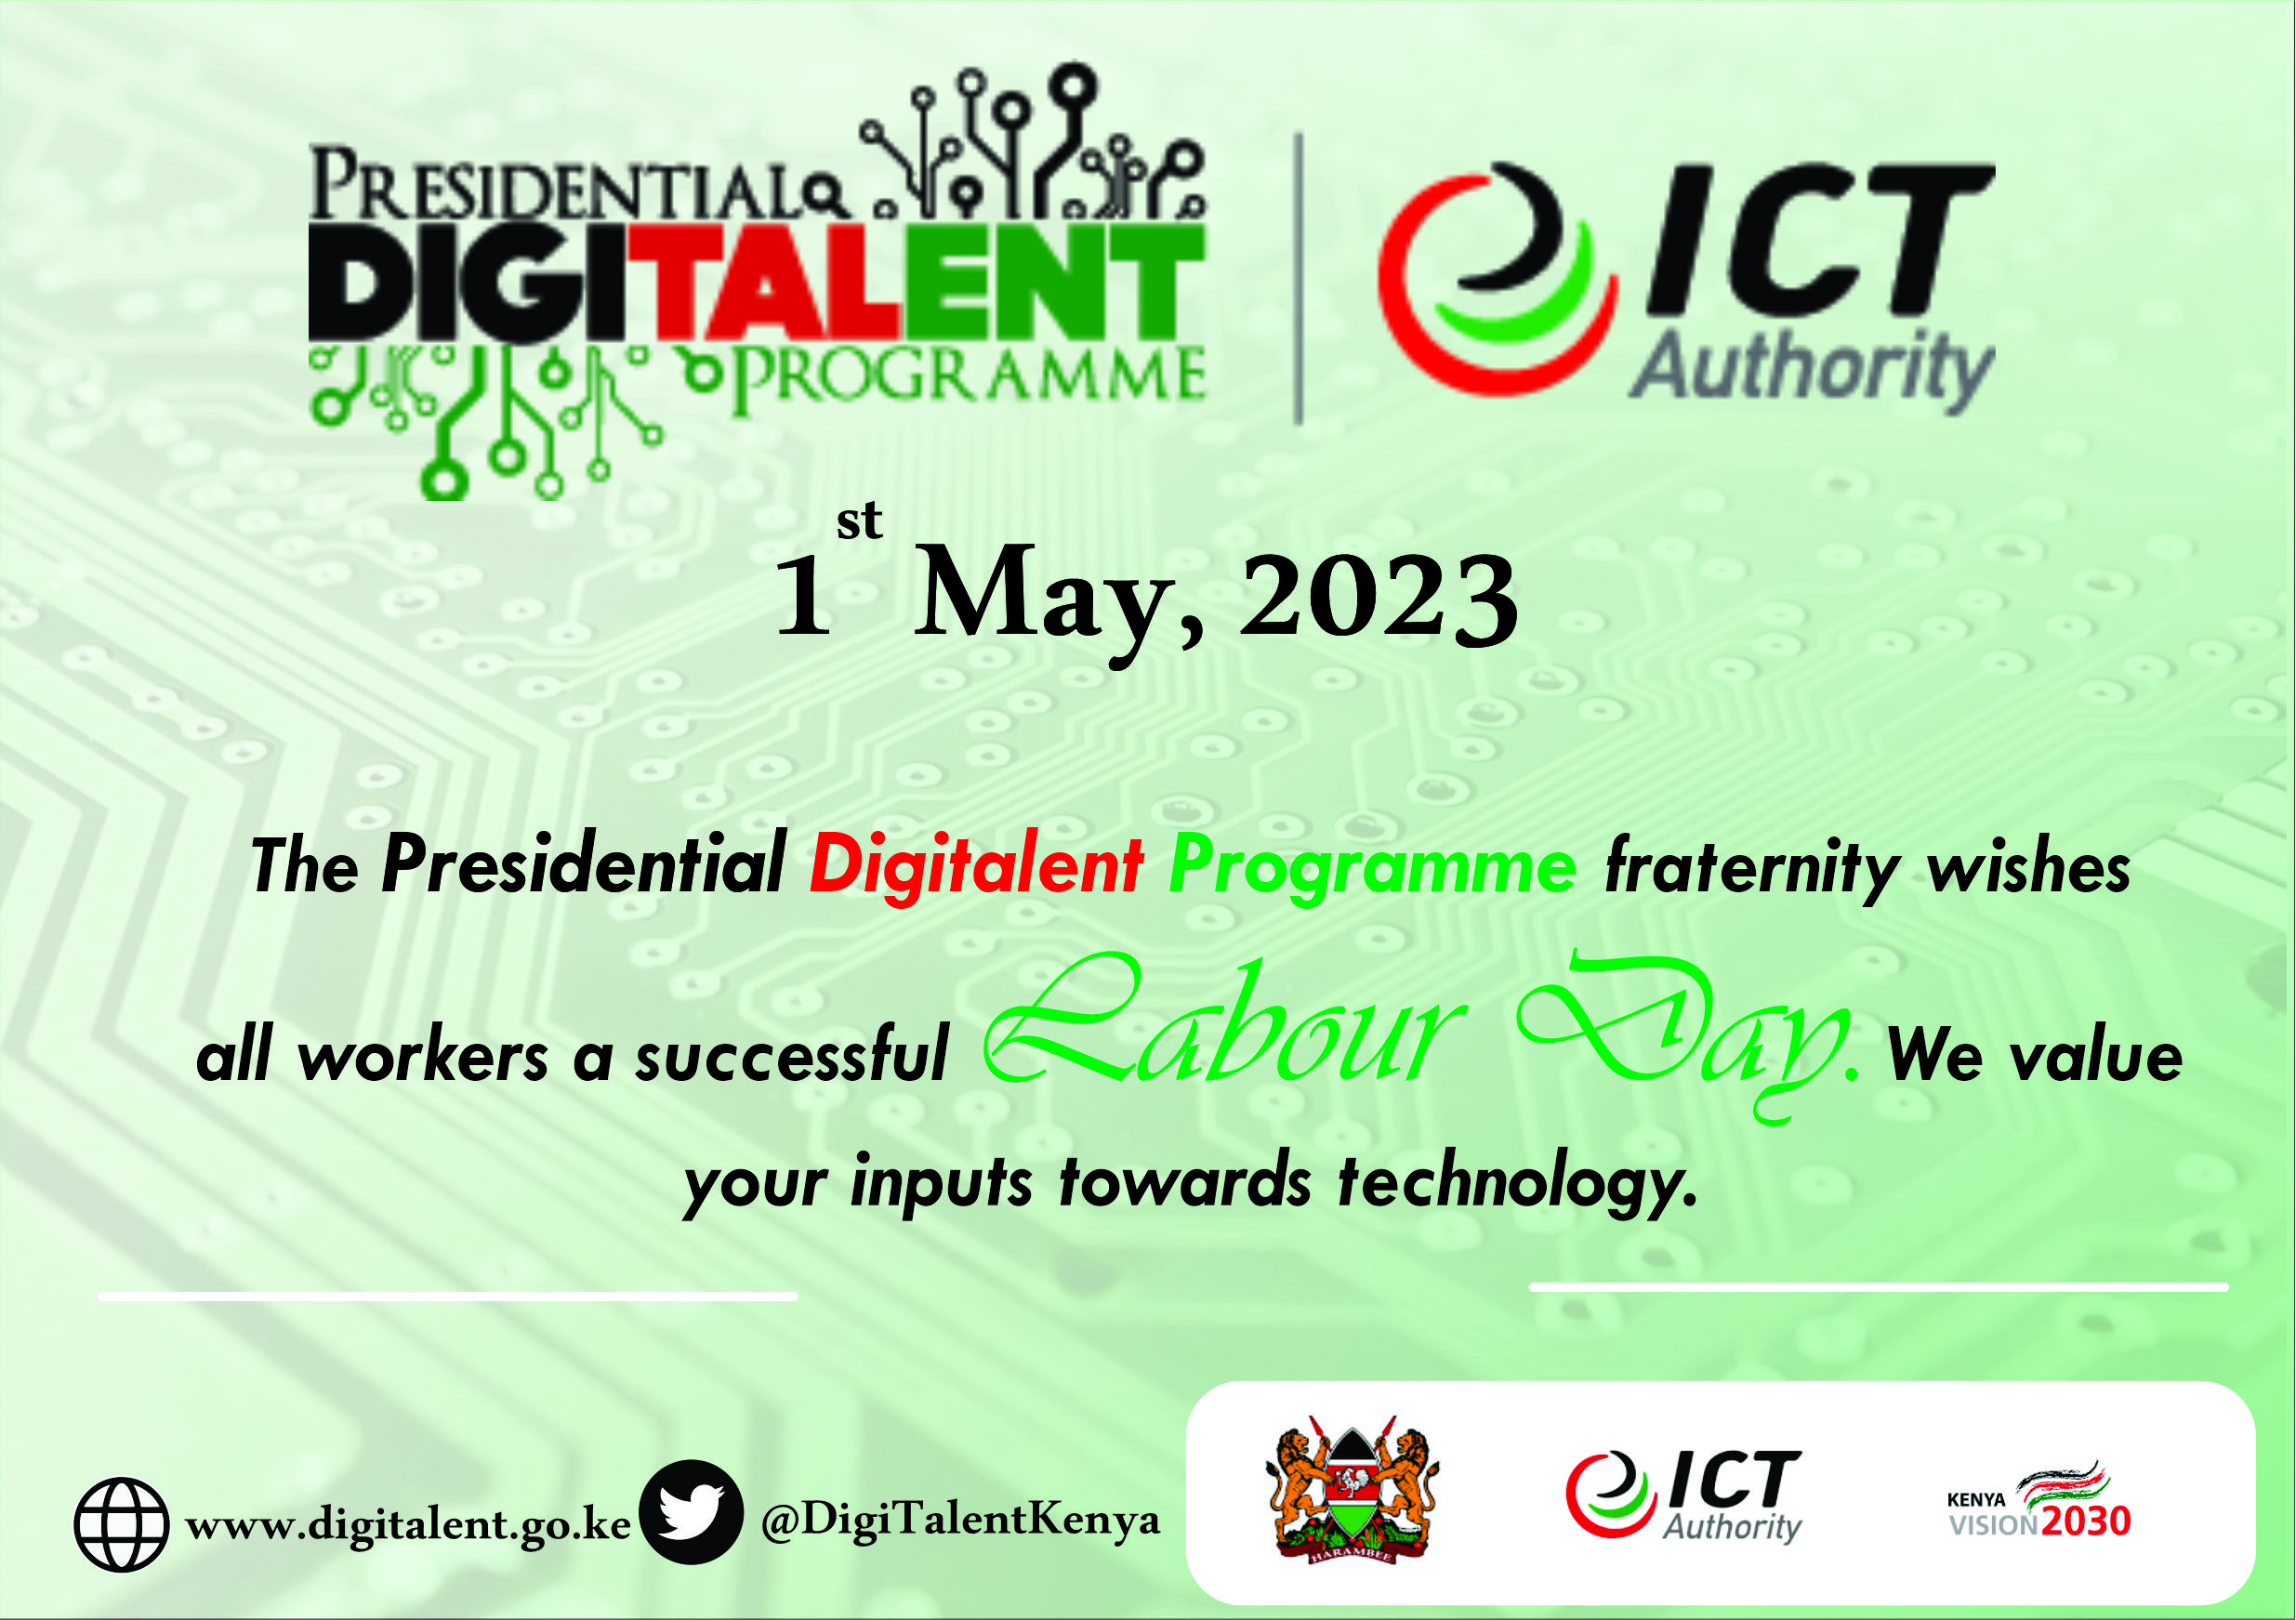 PRESIDENTIAL
DIGITALENT
PROGRAMME
ICT
Authority
1st May, 2023
The Presidential Digitalent Programme fraternity wishes
all workers a successful Labour Day. We value
your inputs towards technology.
www.digitalent.go.ke
@DigiTalentKenya
HARAMBEE
ICT
Authority
KENYA
VISION 2030